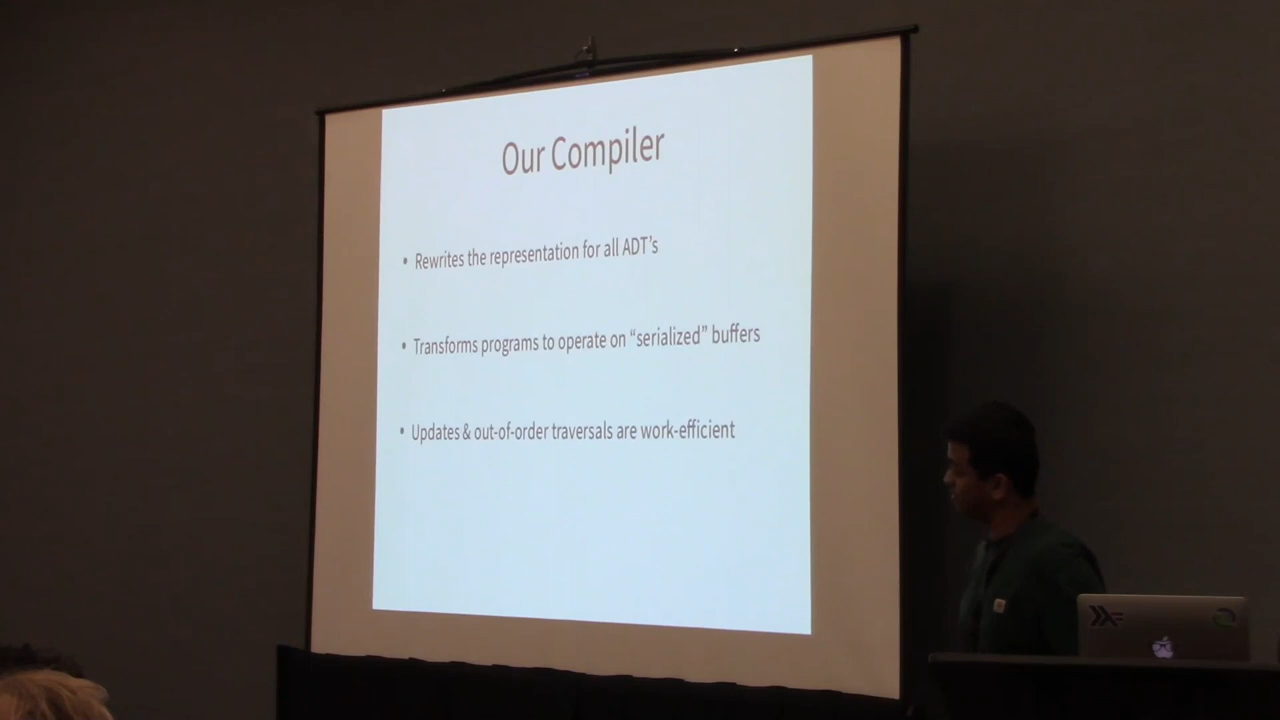 Our Compiler
• Rewrites the representation for all ADT's
• Transforms programs to operate on “serialized” buffers
• Updates & out-of-order traversals are work-efficient